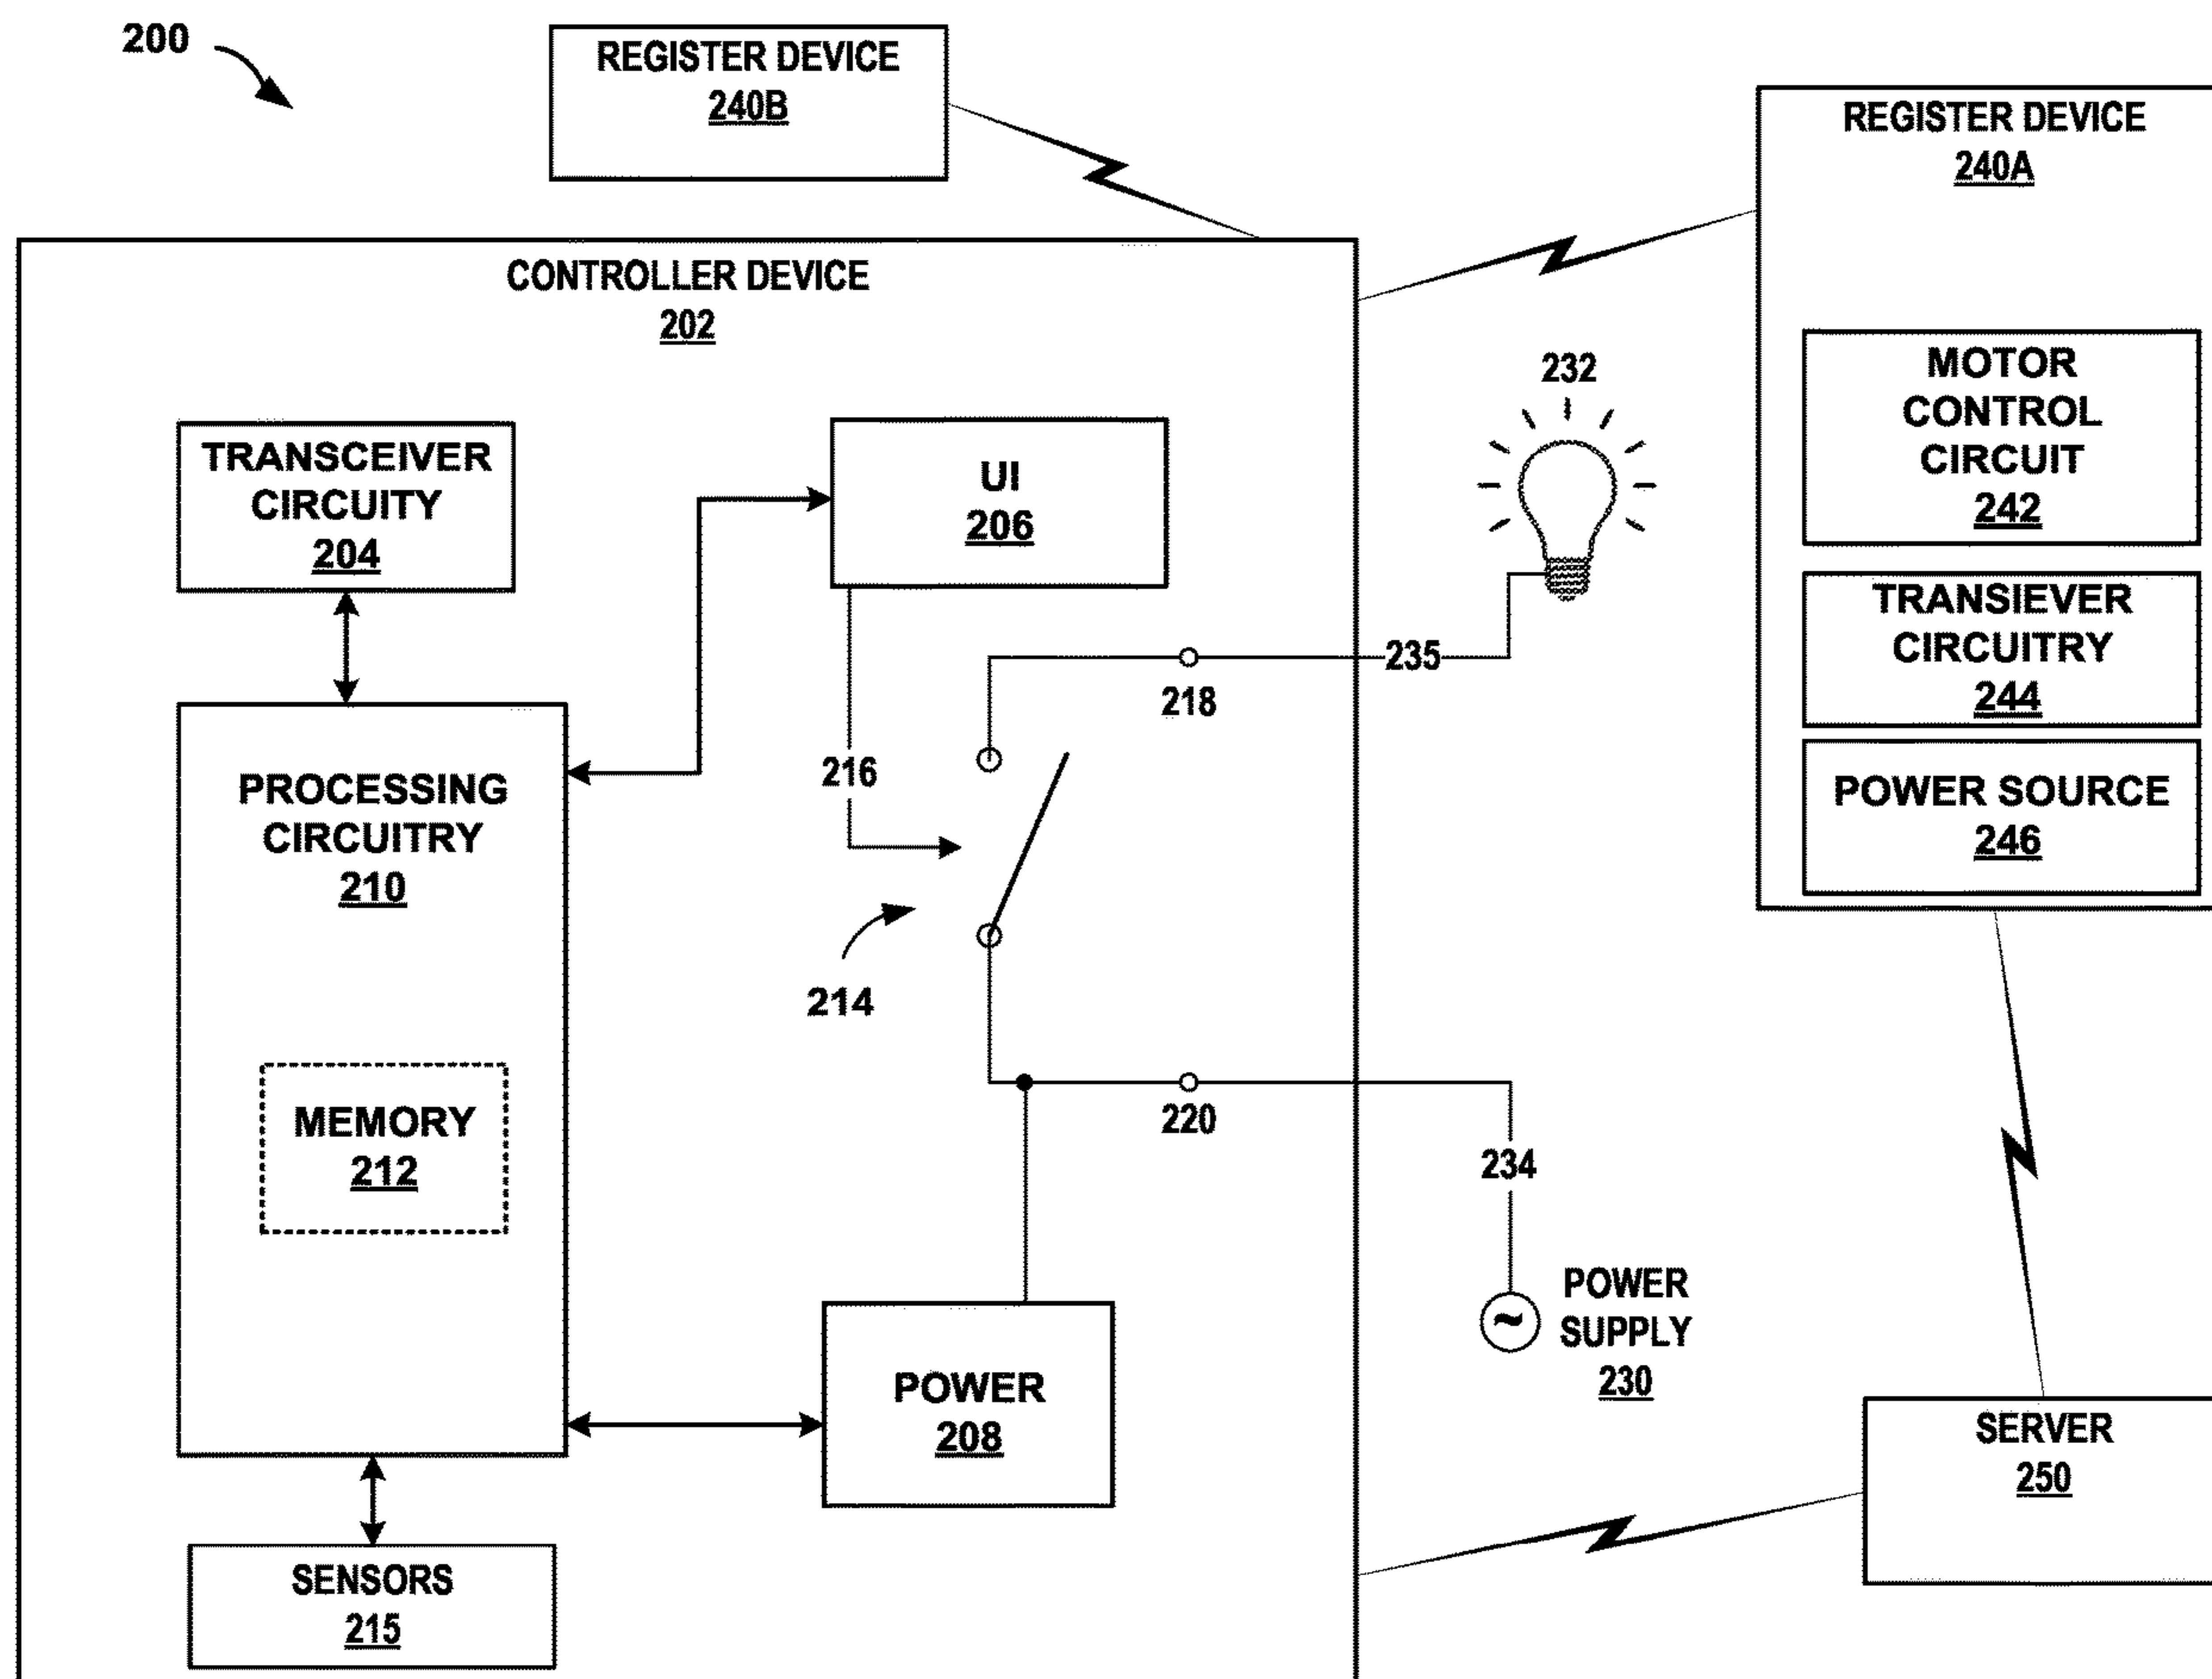 200
REGISTER DEVICE
240B
REGISTER DEVICE
240A
MOTOR
CONTROL
CIRCUIT
242
TRANSIEVER
CIRCUITRY
244
POWER SOURCE
246
CONTROLLER DEVICE
202
TRANSCEIVER
CIRCUITY
204
UI
206
232
235
218
216
PROCESSING
CIRCUITRY
210
214
MEMORY
212
220
234
POWER
SUPPLY
230
POWER
208
SERVER
250
SENSORS
215